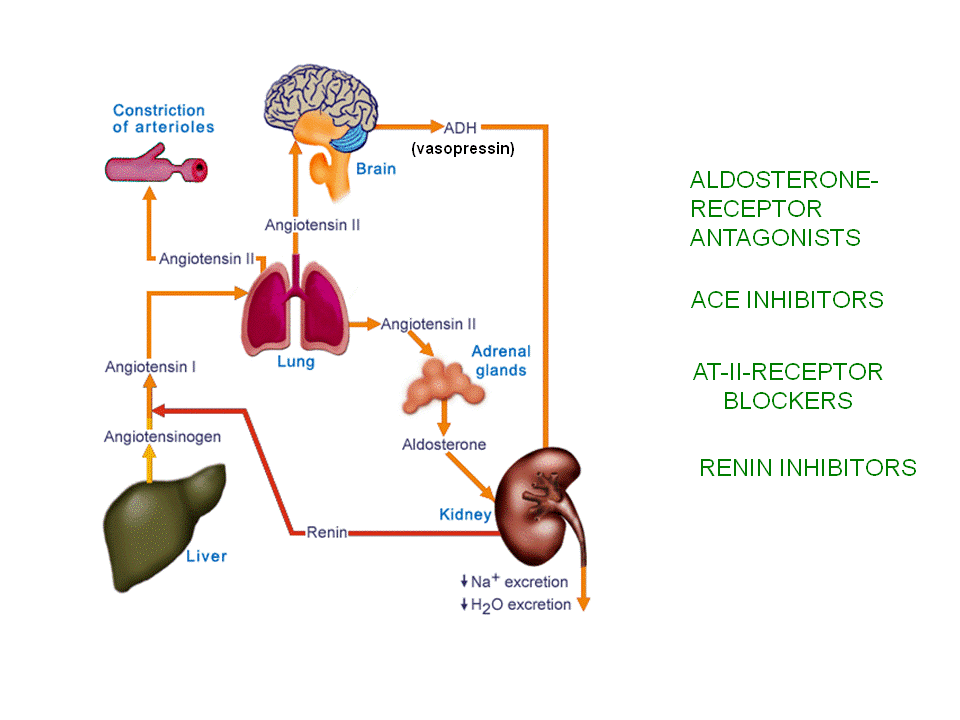 Constriction
of arterioles
ADH
(vasopressin)
Brain
Angiotensin II
Angiotensin II
Angiotensin II
Lung
Adrenal
glands
Angiotensin I
Angiotensinogen
Aldosterone
Kidney
Renin
Liver
↓Na⁺ excretion
↓H₂O excretion
ALDOSTERONE-
RECEPTOR
ANTAGONISTS
ACE INHIBITORS
AT-II-RECEPTOR
BLOCKERS
RENIN INHIBITORS